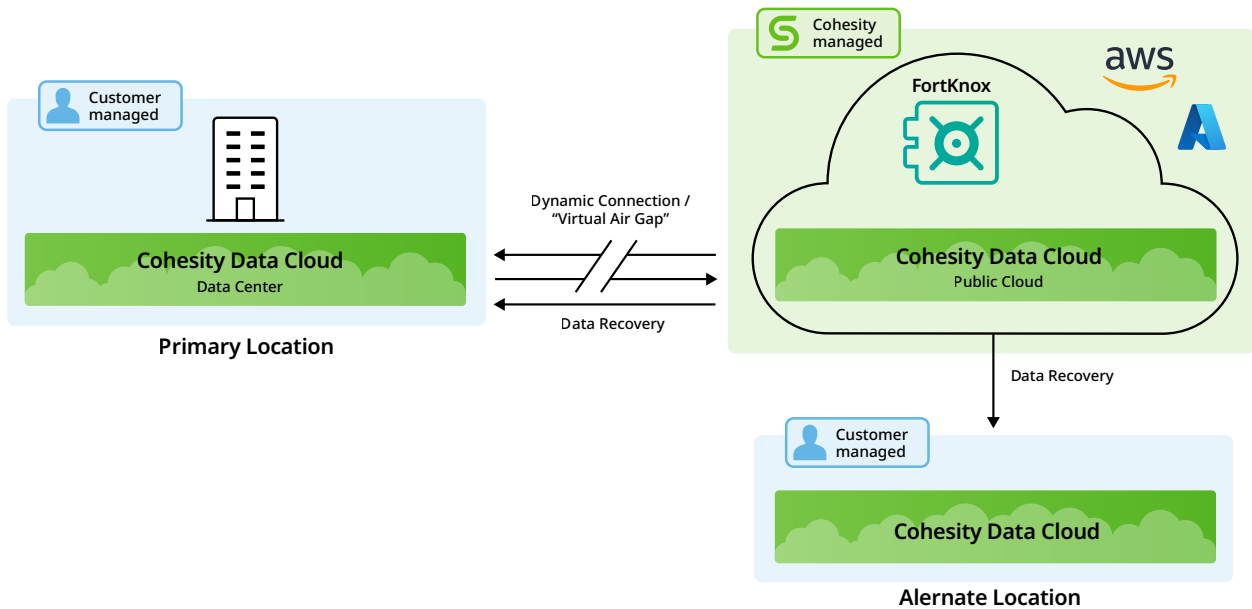 Customer
managed
Cohesity Data Cloud
Data Center
Primary Location
Dynamic Connection /
“Virtual Air Gap”
Data Recovery
Cohesity
managed
FortKnox
aws
Cohesity Data Cloud
Public Cloud
Data Recovery
Customer
managed
Cohesity Data Cloud
Alernate Location